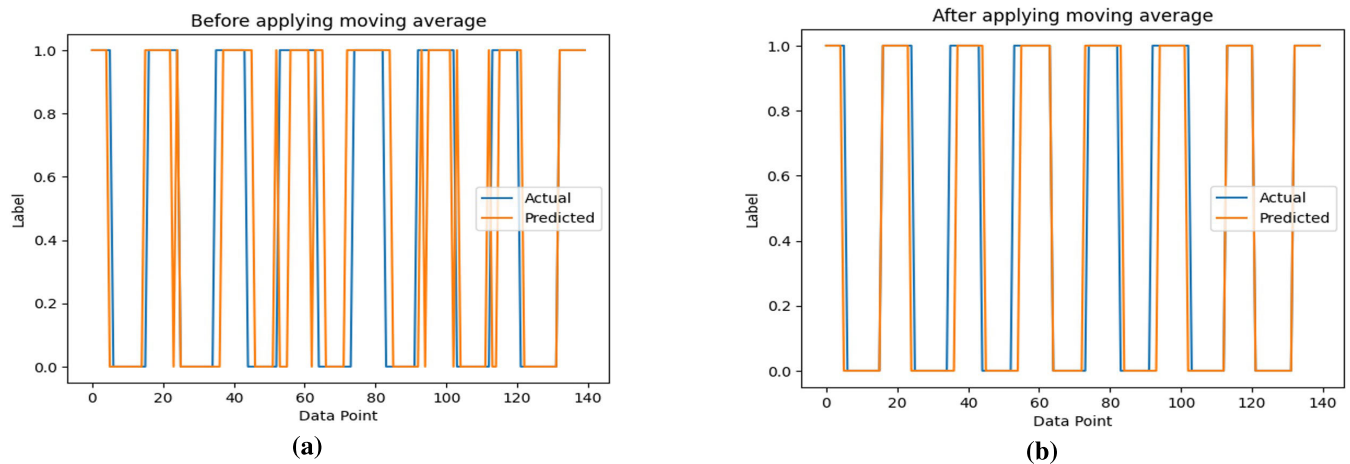 Before applying moving average
1.0
0.8
0.6
0.4
0.2
0.0
Label
Actual
Predicted
0 20 40 60 80 100 120 140
Data Point
(a)
After applying moving average
1.0
0.8
0.6
0.4
0.2
0.0
Label
Actual
Predicted
0 20 40 60 80 100 120 140
Data Point
(b)